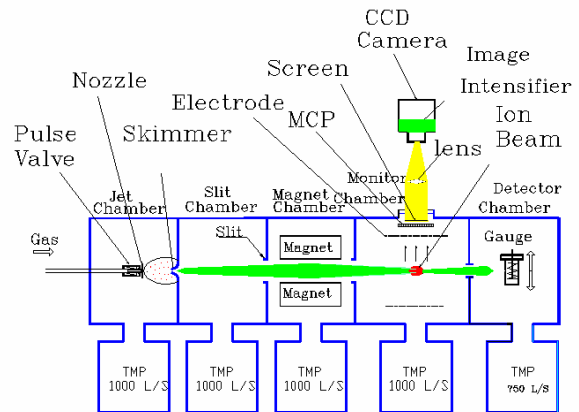 CCD
Camera
Image
Intensifier
Screen
Ion
Beam
Electrode
Nozzle
MCP
Pulse
Valve
Skimmer
lens
Monitor
Chamber
Jet
Chamber
Slit
Chamber
Magnet
Chamber
Detector
Chamber
Gas
Slit
Magnet
Gauge
Magnet
TMP
1000 L/S
TMP
1000 L/S
TMP
1000 L/S
TMP
1000 L/S
TMP
750 L/S